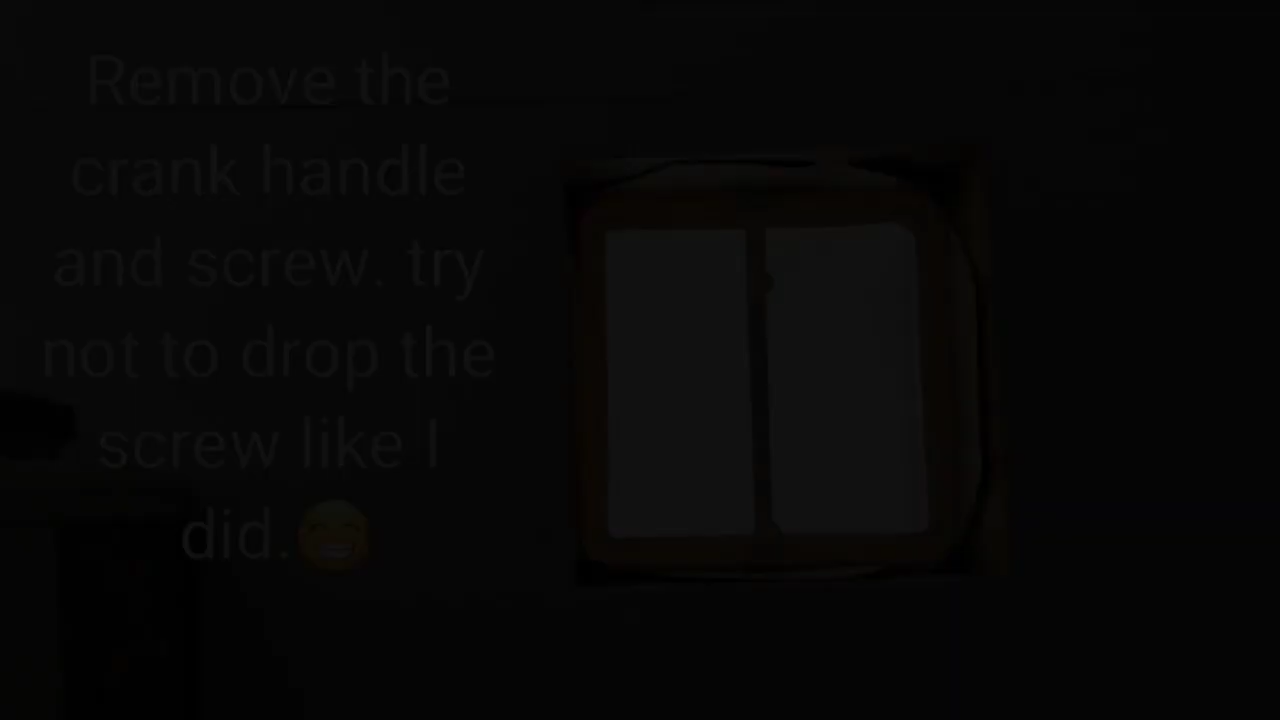 Remove the
crank handle
and screw. try
not to drop the
screw like I
did.😁